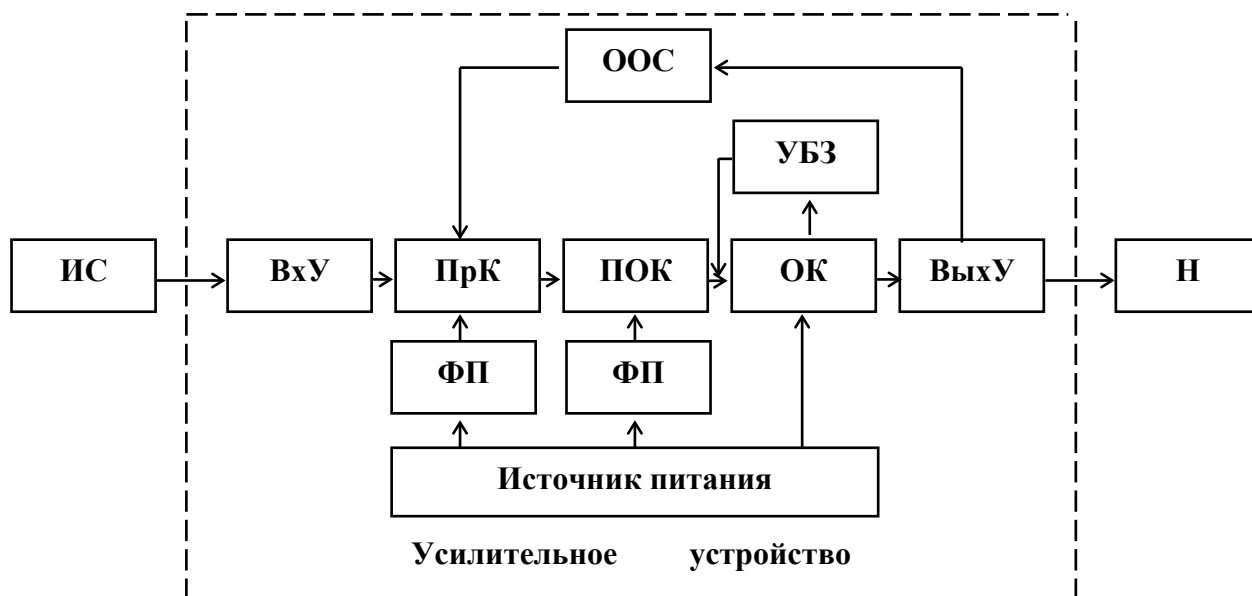 ООС
УБЗ
ИС ВхУ ПрК ПОК ОК ВыхУ Н
ФП ФП
Источник питания
Усилительное устройство